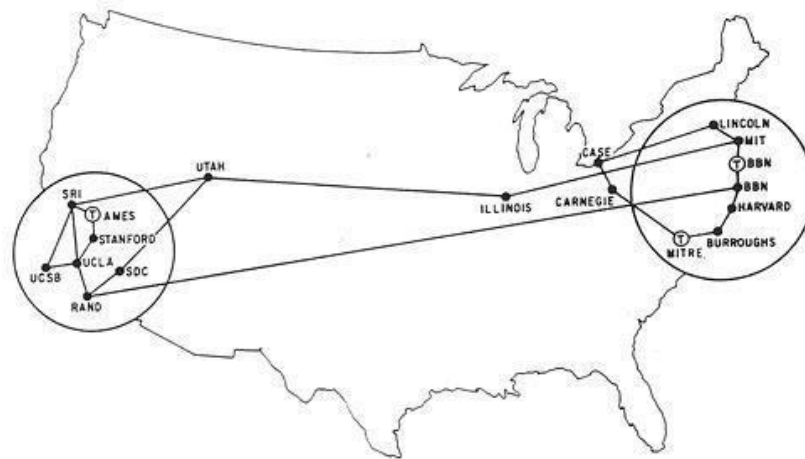 LINCOLN
MIT
CASE
UTAH
T BBN
SRI
BBN
T AMES
ILLINOIS
CARNEGIE
HARVARD
STANFORD
T
BURROUGHS
MITRE
UCLA
SDC
UCSB
RAND